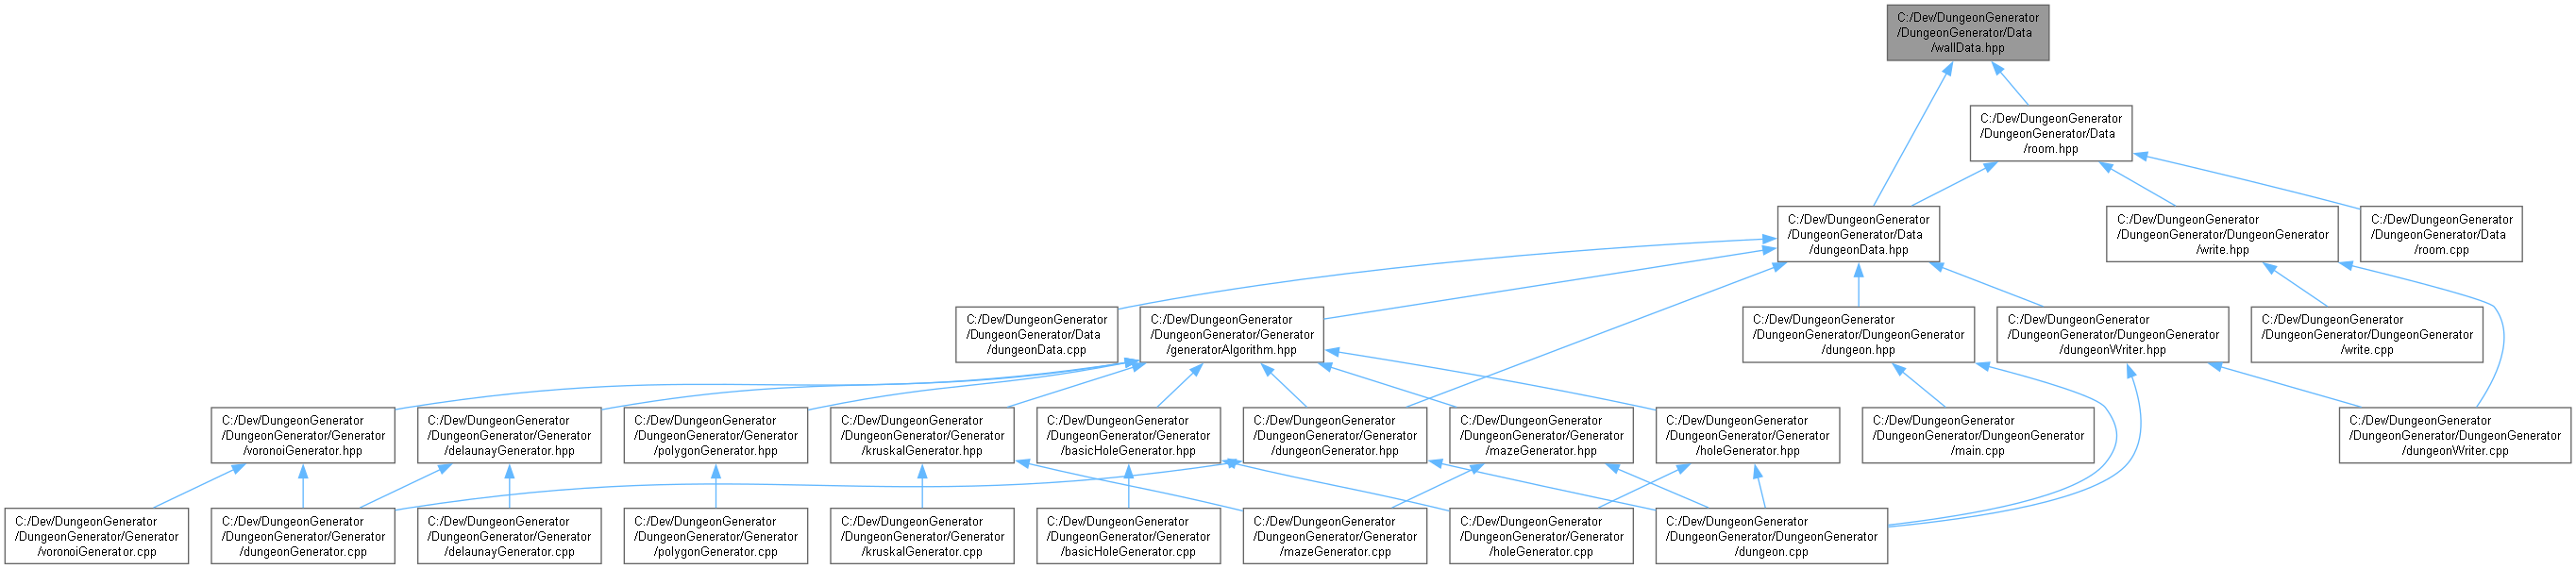 C:/Dev/DungeonGenerator
/DungeonGenerator/Data
/wallData.hpp
C:/Dev/DungeonGenerator
/DungeonGenerator/Data
/room.hpp
C:/Dev/DungeonGenerator
/DungeonGenerator/Data
/dungeonData.hpp
C:/Dev/DungeonGenerator
/DungeonGenerator/DungeonGenerator
/write.hpp
C:/Dev/DungeonGenerator
/DungeonGenerator/Data
/room.cpp
C:/Dev/DungeonGenerator
/DungeonGenerator/Data
/dungeonData.cpp
C:/Dev/DungeonGenerator
/DungeonGenerator/Generator
/generatorAlgorithm.hpp
C:/Dev/DungeonGenerator
/DungeonGenerator/DungeonGenerator
/dungeon.hpp
C:/Dev/DungeonGenerator
/DungeonGenerator/DungeonGenerator
/dungeonWriter.hpp
C:/Dev/DungeonGenerator
/DungeonGenerator/DungeonGenerator
/write.cpp
C:/Dev/DungeonGenerator
/DungeonGenerator/Generator
/voronoiGenerator.hpp
C:/Dev/DungeonGenerator
/DungeonGenerator/Generator
/delaunayGenerator.hpp
C:/Dev/DungeonGenerator
/DungeonGenerator/Generator
/polygonGenerator.hpp
C:/Dev/DungeonGenerator
/DungeonGenerator/Generator
/kruskalGenerator.hpp
C:/Dev/DungeonGenerator
/DungeonGenerator/Generator
/basicHoleGenerator.hpp
C:/Dev/DungeonGenerator
/DungeonGenerator/Generator
/dungeonGenerator.hpp
C:/Dev/DungeonGenerator
/DungeonGenerator/Generator
/mazeGenerator.hpp
C:/Dev/DungeonGenerator
/DungeonGenerator/Generator
/holeGenerator.hpp
C:/Dev/DungeonGenerator
/DungeonGenerator/DungeonGenerator
/main.cpp
C:/Dev/DungeonGenerator
/DungeonGenerator/DungeonGenerator
/dungeonWriter.cpp
C:/Dev/DungeonGenerator
/DungeonGenerator/Generator
/voronoiGenerator.cpp
C:/Dev/DungeonGenerator
/DungeonGenerator/Generator
/dungeonGenerator.cpp
C:/Dev/DungeonGenerator
/DungeonGenerator/Generator
/delaunayGenerator.cpp
C:/Dev/DungeonGenerator
/DungeonGenerator/Generator
/polygonGenerator.cpp
C:/Dev/DungeonGenerator
/DungeonGenerator/Generator
/kruskalGenerator.cpp
C:/Dev/DungeonGenerator
/DungeonGenerator/Generator
/basicHoleGenerator.cpp
C:/Dev/DungeonGenerator
/DungeonGenerator/Generator
/mazeGenerator.cpp
C:/Dev/DungeonGenerator
/DungeonGenerator/Generator
/holeGenerator.cpp
C:/Dev/DungeonGenerator
/DungeonGenerator/DungeonGenerator
/dungeon.cpp